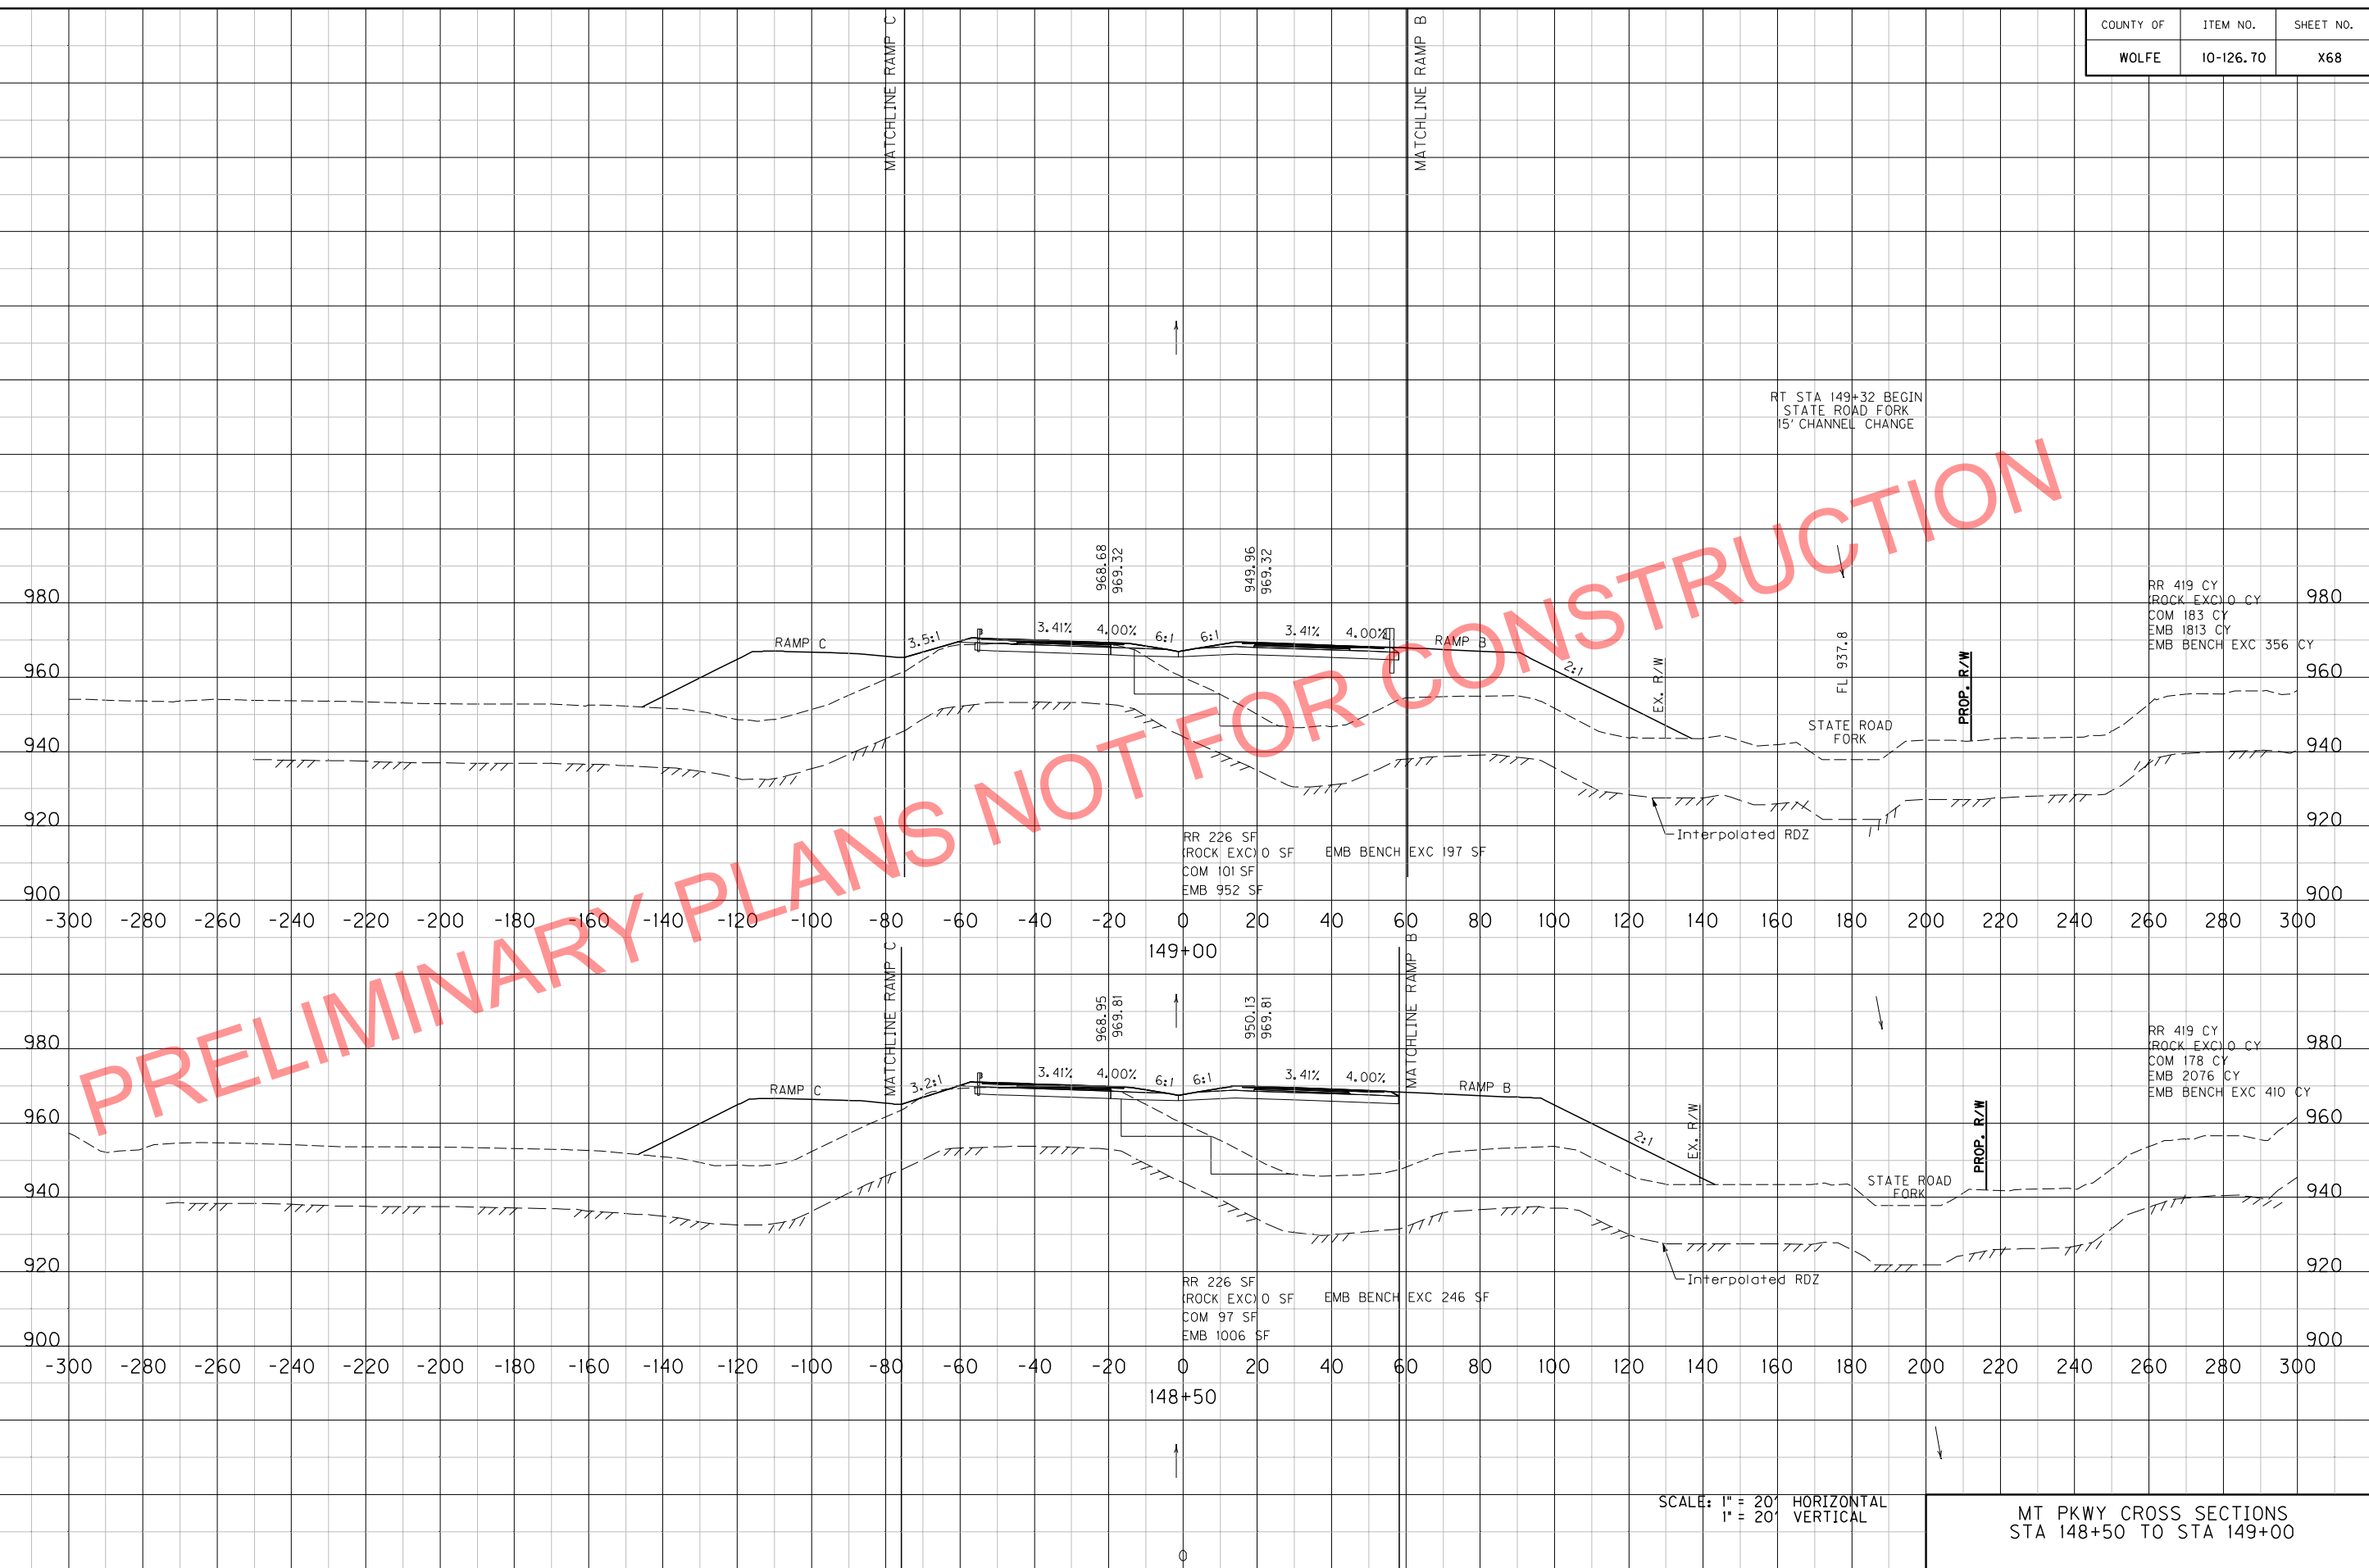 COUNTY OF ITEM NO. SHEET NO.
WOLFE 10-126.70 X68
MATCHLINE RAMP C
MATCHLINE RAMP B
RT STA 149+32 BEGIN
STATE ROAD FORK
15' CHANNEL CHANGE
968.68
969.32
949.96
969.32
RAMP C 3.5:1 3.41% 4.00% 6:1 6:1 3.41% 4.00% RAMP B 2:1
EX. R/W
FL 937.8
PROP. R/W
STATE ROAD
FORK
RR 419 CY
(ROCK EXC) 0 CY
COM 183 CY
EMB 1813 CY
EMB BENCH EXC 356 CY
980 980
960 960
940 940
920 920
900 900
Interpolated RDZ
RR 226 SF
(ROCK EXC) 0 SF EMB BENCH EXC 197 SF
COM 101 SF
EMB 952 SF
-300 -280 -260 -240 -220 -200 -180 -160 -140 -120 -100 -80 -60 -40 -20 0 20 40 60 80 100 120 140 160 180 200 220 240 260 280 300
149+00
PRELIMINARY PLANS NOT FOR CONSTRUCTION
MATCHLINE RAMP C
MATCHLINE RAMP B
968.95
969.81
950.13
969.81
RAMP C 3.2:1 3.41% 4.00% 6:1 6:1 3.41% 4.00% RAMP B 2:1
EX. R/W
PROP. R/W
STATE ROAD
FORK
RR 419 CY
(ROCK EXC) 0 CY
COM 178 CY
EMB 2076 CY
EMB BENCH EXC 410 CY
980 980
960 960
940 940
920 920
900 900
Interpolated RDZ
RR 226 SF
(ROCK EXC) 0 SF EMB BENCH EXC 246 SF
COM 97 SF
EMB 1006 SF
-300 -280 -260 -240 -220 -200 -180 -160 -140 -120 -100 -80 -60 -40 -20 0 20 40 60 80 100 120 140 160 180 200 220 240 260 280 300
148+50
SCALE: 1" = 20' HORIZONTAL
1" = 20' VERTICAL
0
MT PKWY CROSS SECTIONS
STA 148+50 TO STA 149+00